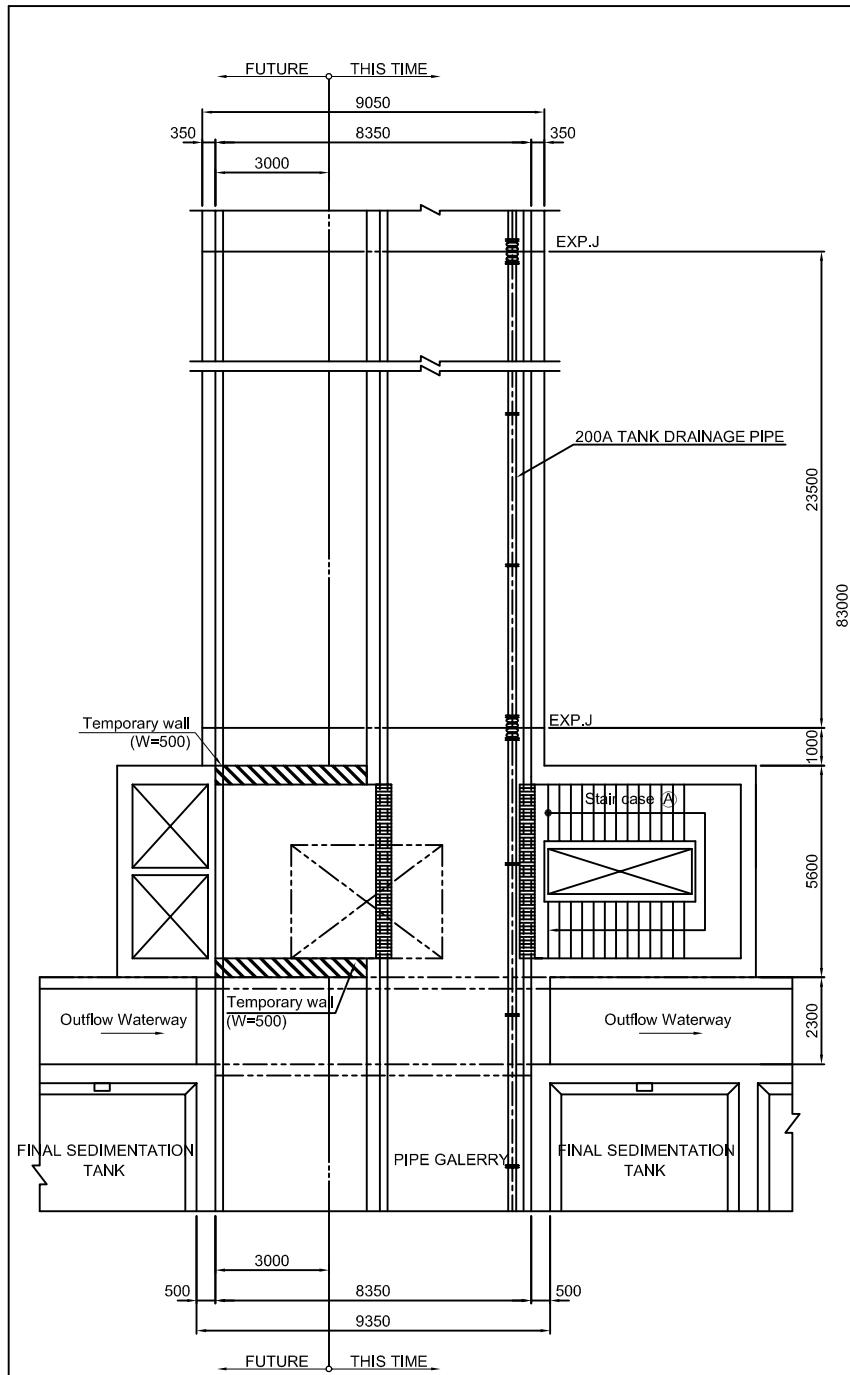 FUTURE THIS TIME
9050
350 8350 350
3000
EXP.J
200A TANK DRAINAGE PIPE
23500
83000
Temporary wall
(W=500)
EXP.J
1000
Stair case Ⓐ
5600
Temporary wall
(W=500)
Outflow Waterway
Outflow Waterway
2300
FINAL SEDIMENTATION
TANK
PIPE GALERRY
FINAL SEDIMENTATION
TANK
3000
500 8350 500
9350
FUTURE THIS TIME